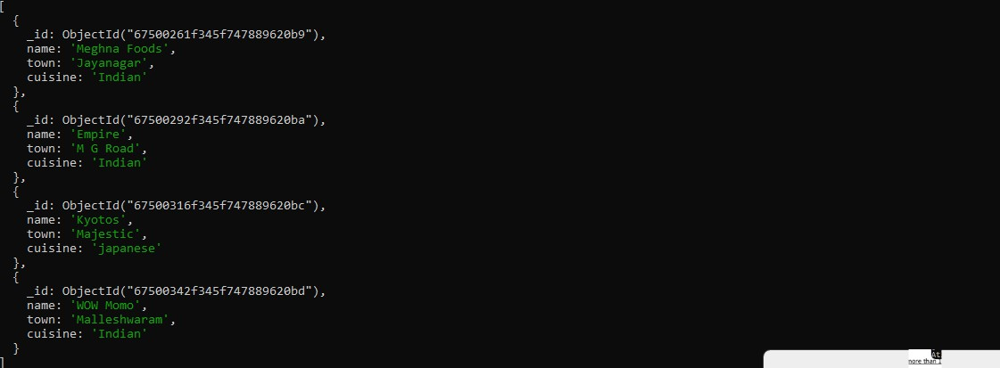 [
  {
    _id: ObjectId("67500261f345f747889620b9"),
    name: 'Meghna Foods',
    town: 'Jayanagar',
    cuisine: 'Indian'
  },
  {
    _id: ObjectId("67500292f345f747889620ba"),
    name: 'Empire',
    town: 'M G Road',
    cuisine: 'Indian'
  },
  {
    _id: ObjectId("67500316f345f747889620bc"),
    name: 'Kyotos',
    town: 'Majestic',
    cuisine: 'japanese'
  },
  {
    _id: ObjectId("67500342f345f747889620bd"),
    name: 'WOW Momo',
    town: 'Malleshwaram',
    cuisine: 'Indian'
  }
]
At
more than